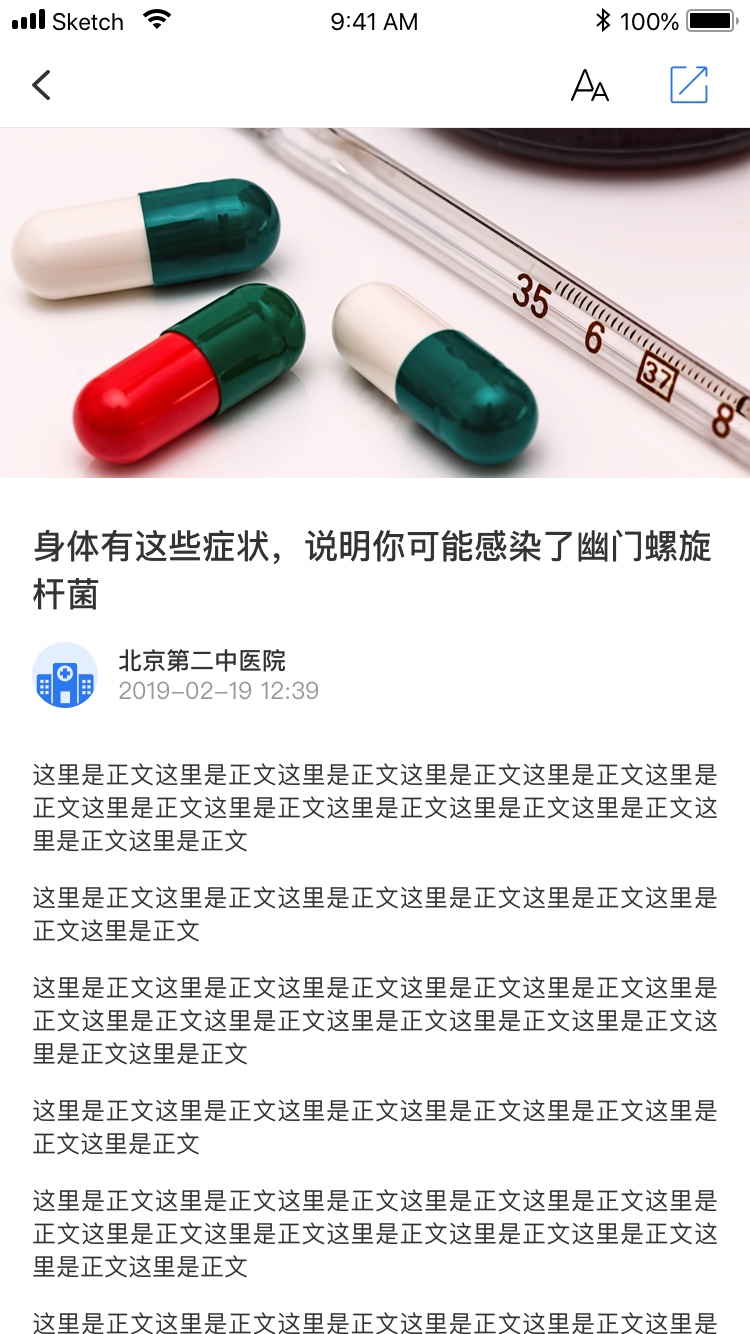 Sketch 9:41 AM 100%
AA
35
6
37
8
身体有这些症状，说明你可能感染了幽门螺旋
杆菌
北京第二中医院
2019-02-19 12:39
这里是正文这里是正文这里是正文这里是正文这里是正文这里是
正文这里是正文这里是正文这里是正文这里是正文这里是正文这
里是正文这里是正文
这里是正文这里是正文这里是正文这里是正文这里是正文这里是
正文这里是正文
这里是正文这里是正文这里是正文这里是正文这里是正文这里是
正文这里是正文这里是正文这里是正文这里是正文这里是正文这
里是正文这里是正文
这里是正文这里是正文这里是正文这里是正文这里是正文这里是
正文这里是正文
这里是正文这里是正文这里是正文这里是正文这里是正文这里是
正文这里是正文这里是正文这里是正文这里是正文这里是正文这
里是正文这里是正文
这里是正文这里是正文这里是正文这里是正文这里是正文这里是